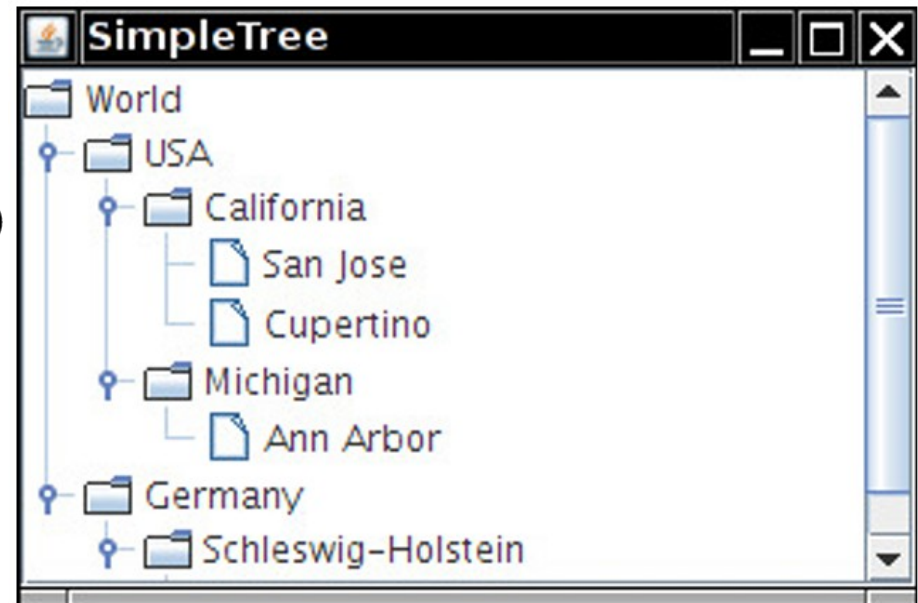 SimpleTree
World
USA
California
San Jose
Cupertino
Michigan
Ann Arbor
Germany
Schleswig-Holstein